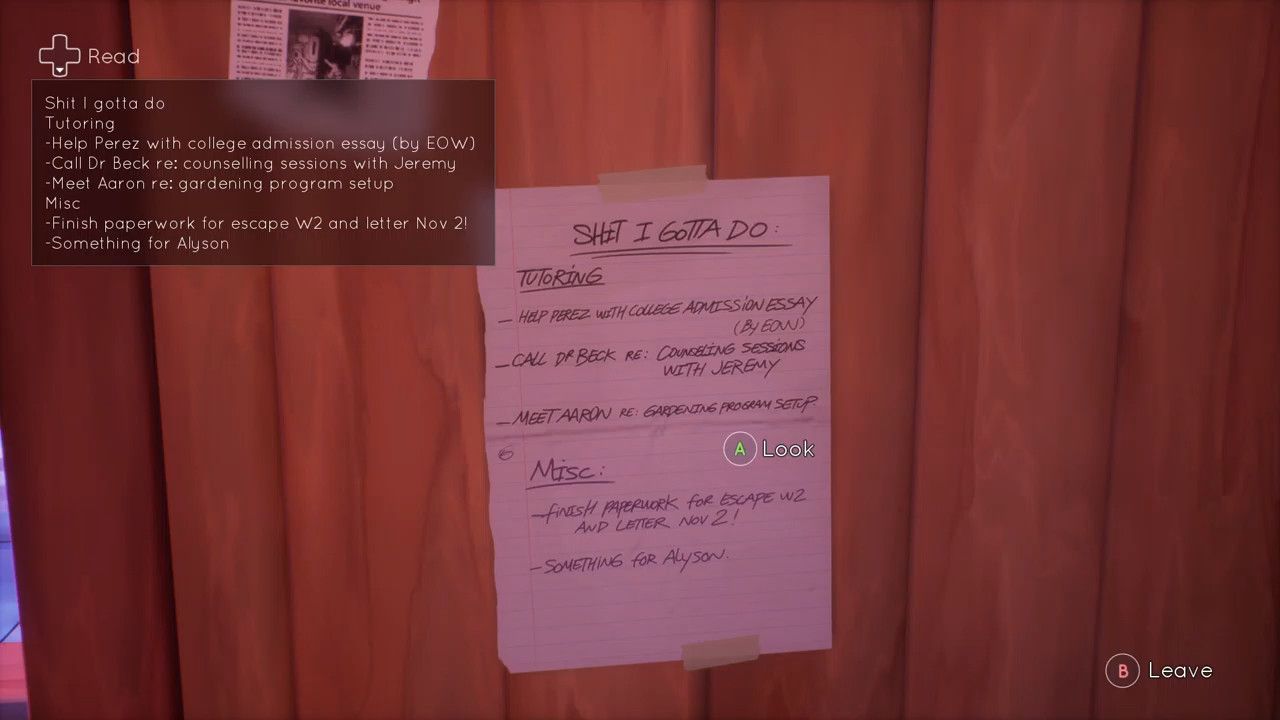 favorite local venue
Read
Shit I gotta do
Tutoring
-Help Perez with college admission essay (by EOW)
-Call Dr Beck re: counselling sessions with Jeremy
-Meet Aaron re: gardening program setup
Misc
-Finish paperwork for escape W2 and letter Nov 2!
-Something for Alyson
SHIT I GOTTA DO:
TUTORING
– HELP PEREZ WITH COLLEGE ADMISSION ESSAY
(By EOW)
– CALL DR BECK RE: COUNSELING SESSIONS
WITH JEREMY
– MEET AARON RE: GARDENING PROGRAM SETUP.
Misc:
– FINISH PAPERWORK FOR ESCAPE W2
AND LETTER NOV 2!
– SOMETHING FOR ALYSON.
A Look
B Leave